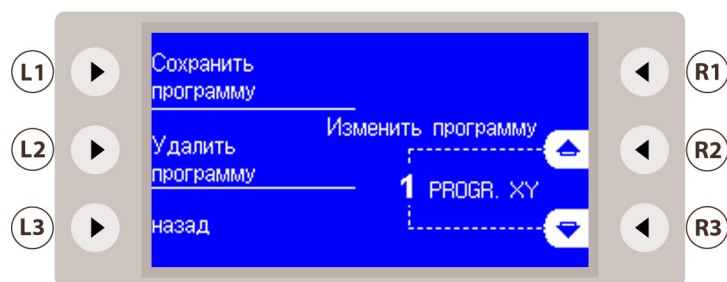 L1
Сохранить
программу
R1
L2
Удалить
программу
Изменить программу
R2
1 PROGR. XY
L3
назад
R3